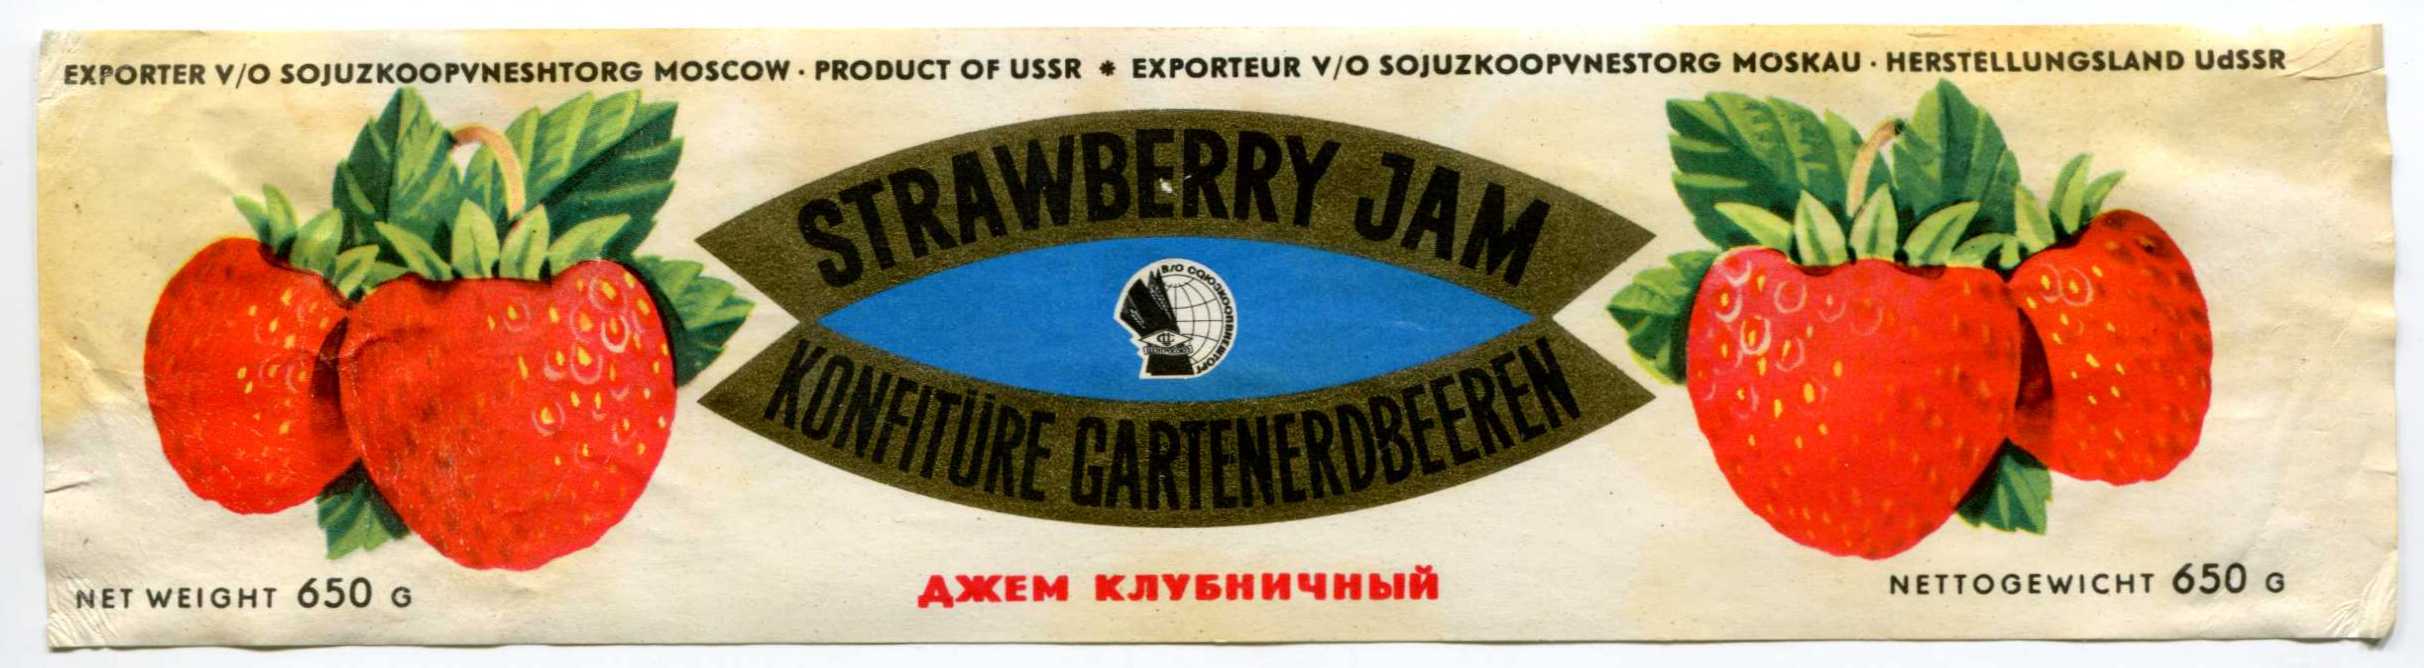 EXPORTER V/O SOJUZKOOPVNESHTORG MOSCOW · PRODUCT OF USSR * EXPORTEUR V/O SOJUZKOOPVNESTORG MOSKAU · HERSTELLUNGSLAND UdSSR
STRAWBERRY JAM
В/О СОЮЗКООПВНЕШТОРГ
KONFITÜRE GARTENERDBEEREN
ДЖЕМ КЛУБНИЧНЫЙ
NET WEIGHT 650 G
NETTOGEWICHT 650 G